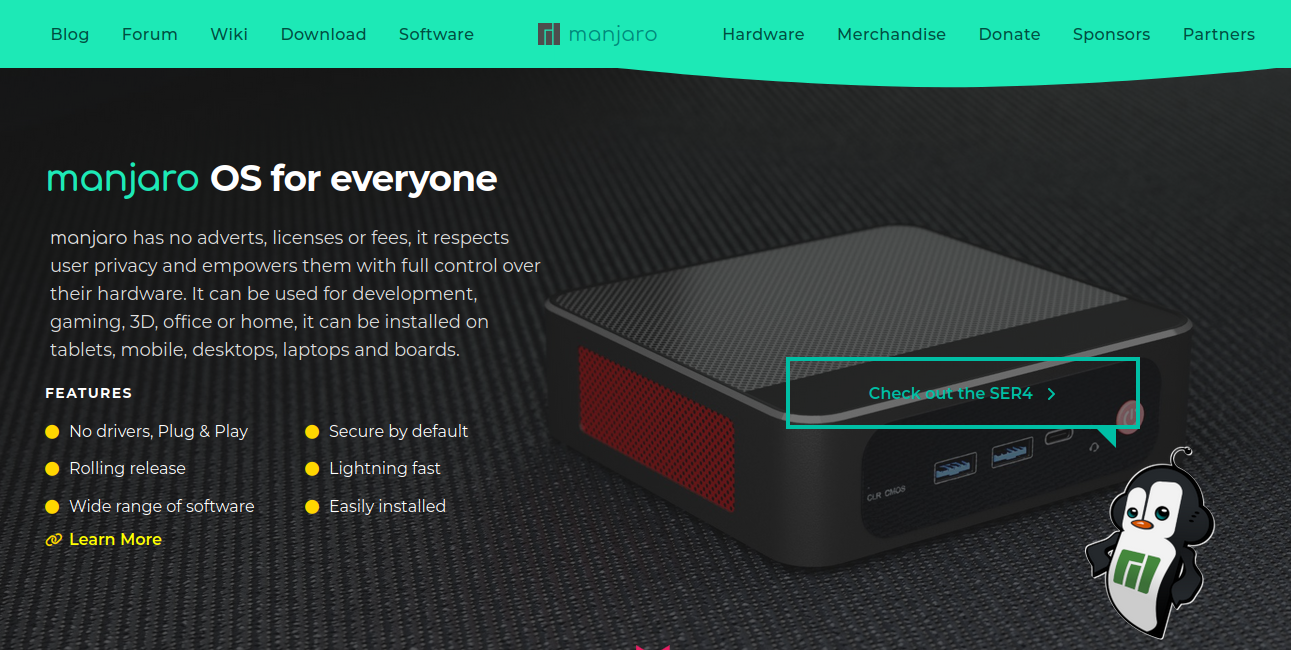 Blog Forum Wiki Download Software manjaro Hardware Merchandise Donate Sponsors Partners
manjaro OS for everyone
manjaro has no adverts, licenses or fees, it respects
user privacy and empowers them with full control over
their hardware. It can be used for development,
gaming, 3D, office or home, it can be installed on
tablets, mobile, desktops, laptops and boards.
FEATURES
No drivers, Plug & Play Secure by default
Rolling release Lightning fast
Wide range of software Easily installed
Learn More
Check out the SER4
CLR CMOS